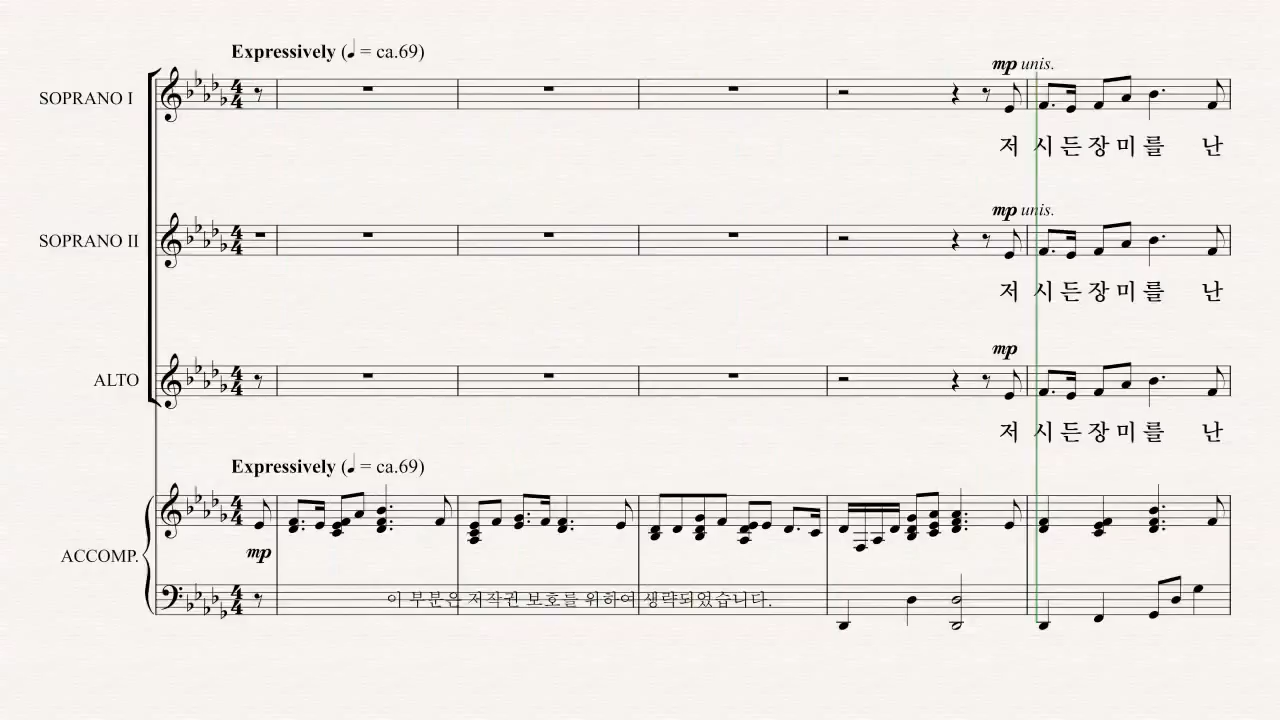 Expressively (♩ = ca.69)
mp unis.
SOPRANO I
저 시 든 장 미 를 난
mp unis.
SOPRANO II
저 시 든 장 미 를 난
mp
ALTO
저 시 든 장 미 를 난
Expressively (♩ = ca.69)
mp
ACCOMP.
이 부분은 저작권 보호를 위하여 생략되었습니다.